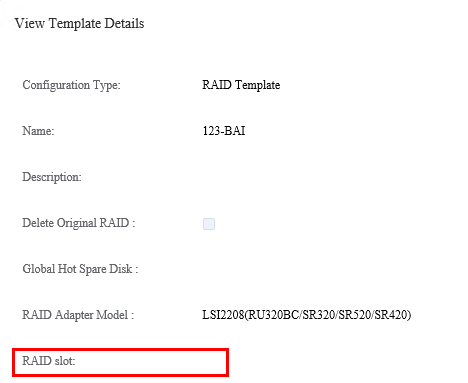 View Template Details
Configuration Type: RAID Template
Name: 123-BAI
Description:
Delete Original RAID :
Global Hot Spare Disk :
RAID Adapter Model : LSI2208(RU320BC/SR320/SR520/SR420)
RAID slot: